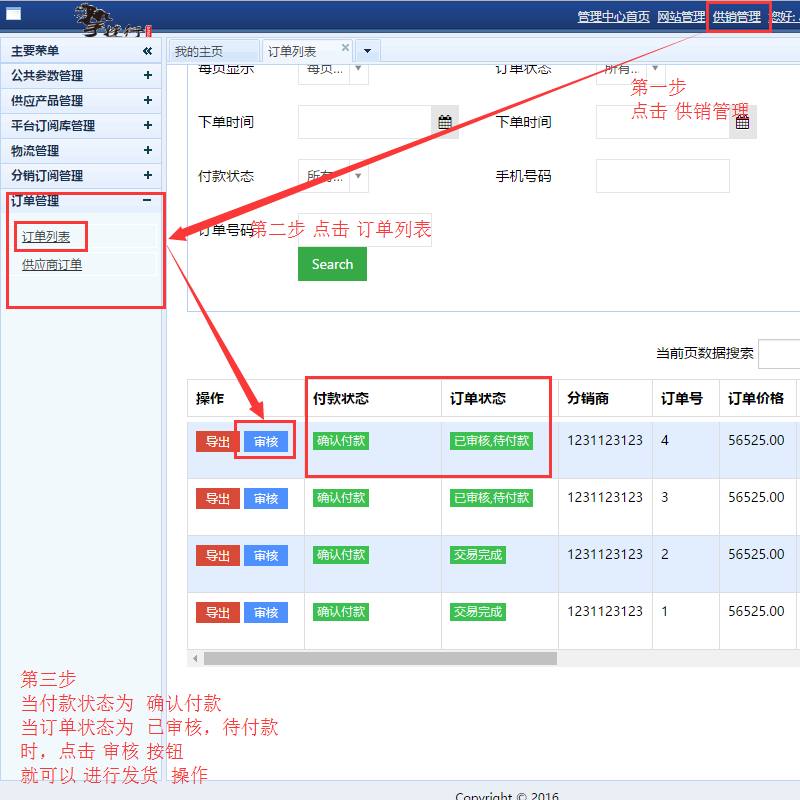 管理中心首页 网站管理 供销管理 您好:
主要菜单 «
我的主页 订单列表 ×
公共参数管理 +
供应产品管理 +
平台订阅库管理 +
物流管理 +
分销订阅管理 +
订单管理 −
订单列表
供应商订单
每页显示 每页... 订单状态 所有...
第一步
点击 供销管理
下单时间 下单时间
付款状态 所有... 手机号码
订单号码
第二步 点击 订单列表
Search
当前页数据搜索
操作 付款状态 订单状态 分销商 订单号 订单价格
导出 审核 确认付款 已审核,待付款 1231123123 4 56525.00
导出 审核 确认付款 已审核,待付款 1231123123 3 56525.00
导出 审核 确认付款 交易完成 1231123123 2 56525.00
导出 审核 确认付款 交易完成 1231123123 1 56525.00
第三步
当付款状态为 确认付款
当订单状态为 已审核，待付款
时，点击 审核 按钮
就可以 进行发货 操作
Copyright © 2016